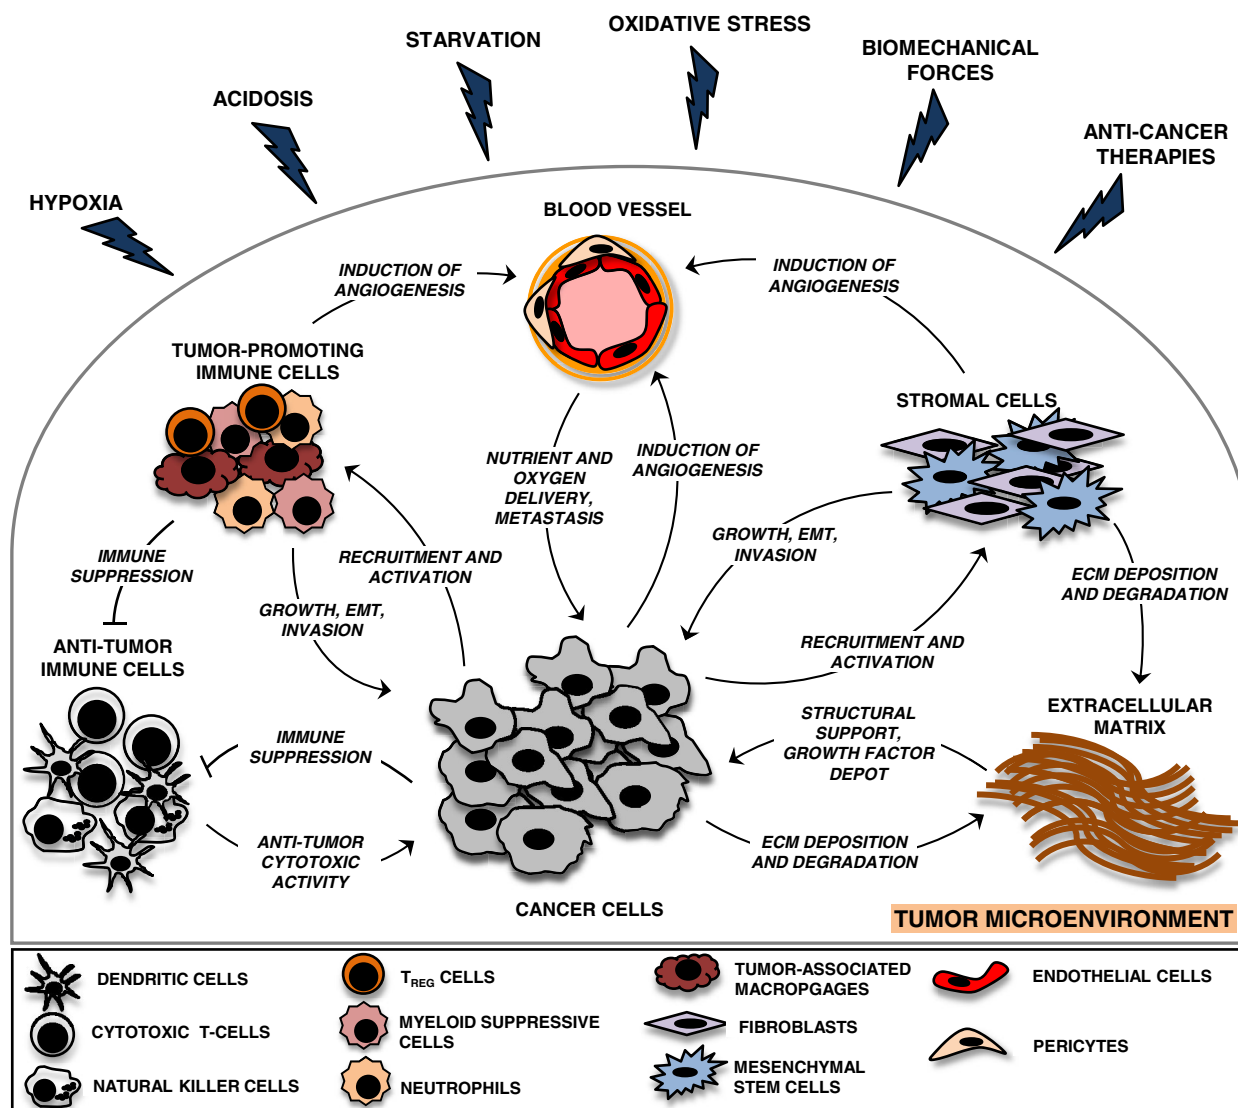 STARVATION
OXIDATIVE STRESS
BIOMECHANICAL
FORCES
ACIDOSIS
ANTI-CANCER
THERAPIES
HYPOXIA
BLOOD VESSEL
INDUCTION OF
ANGIOGENESIS
INDUCTION OF
ANGIOGENESIS
TUMOR-PROMOTING
IMMUNE CELLS
STROMAL CELLS
NUTRIENT AND
OXYGEN
DELIVERY,
METASTASIS
INDUCTION OF
ANGIOGENESIS
IMMUNE
SUPPRESSION
RECRUITMENT AND
ACTIVATION
GROWTH, EMT,
INVASION
GROWTH, EMT,
INVASION
ECM DEPOSITION
AND DEGRADATION
ANTI-TUMOR
IMMUNE CELLS
RECRUITMENT AND
ACTIVATION
EXTRACELLULAR
MATRIX
IMMUNE
SUPPRESSION
STRUCTURAL
SUPPORT,
GROWTH FACTOR
DEPOT
ANTI-TUMOR
CYTOTOXIC
ACTIVITY
ECM DEPOSITION
AND DEGRADATION
CANCER CELLS
TUMOR MICROENVIRONMENT
DENDRITIC CELLS
CYTOTOXIC T-CELLS
NATURAL KILLER CELLS
TREG CELLS
MYELOID SUPPRESSIVE
CELLS
NEUTROPHILS
TUMOR-ASSOCIATED
MACROPGAGES
FIBROBLASTS
MESENCHYMAL
STEM CELLS
ENDOTHELIAL CELLS
PERICYTES